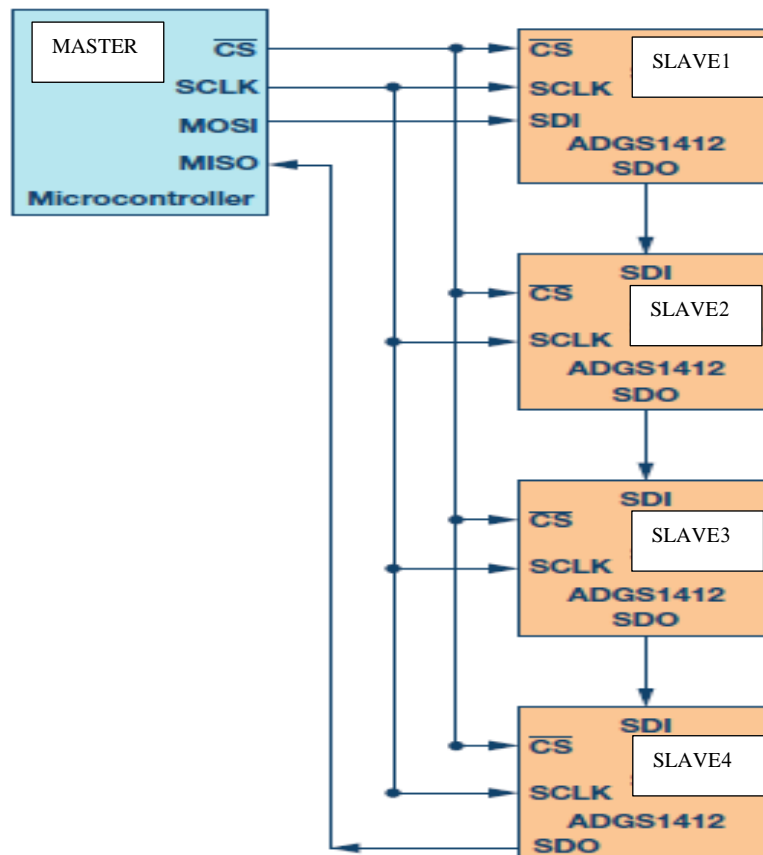 MASTER
CS
SCLK
MOSI
MISO
Microcontroller
CS
SLAVE1
SCLK
SDI
ADGS1412
SDO
SDI
CS
SLAVE2
SCLK
ADGS1412
SDO
SDI
CS
SLAVE3
SCLK
ADGS1412
SDO
SDI
CS
SLAVE4
SCLK
ADGS1412
SDO